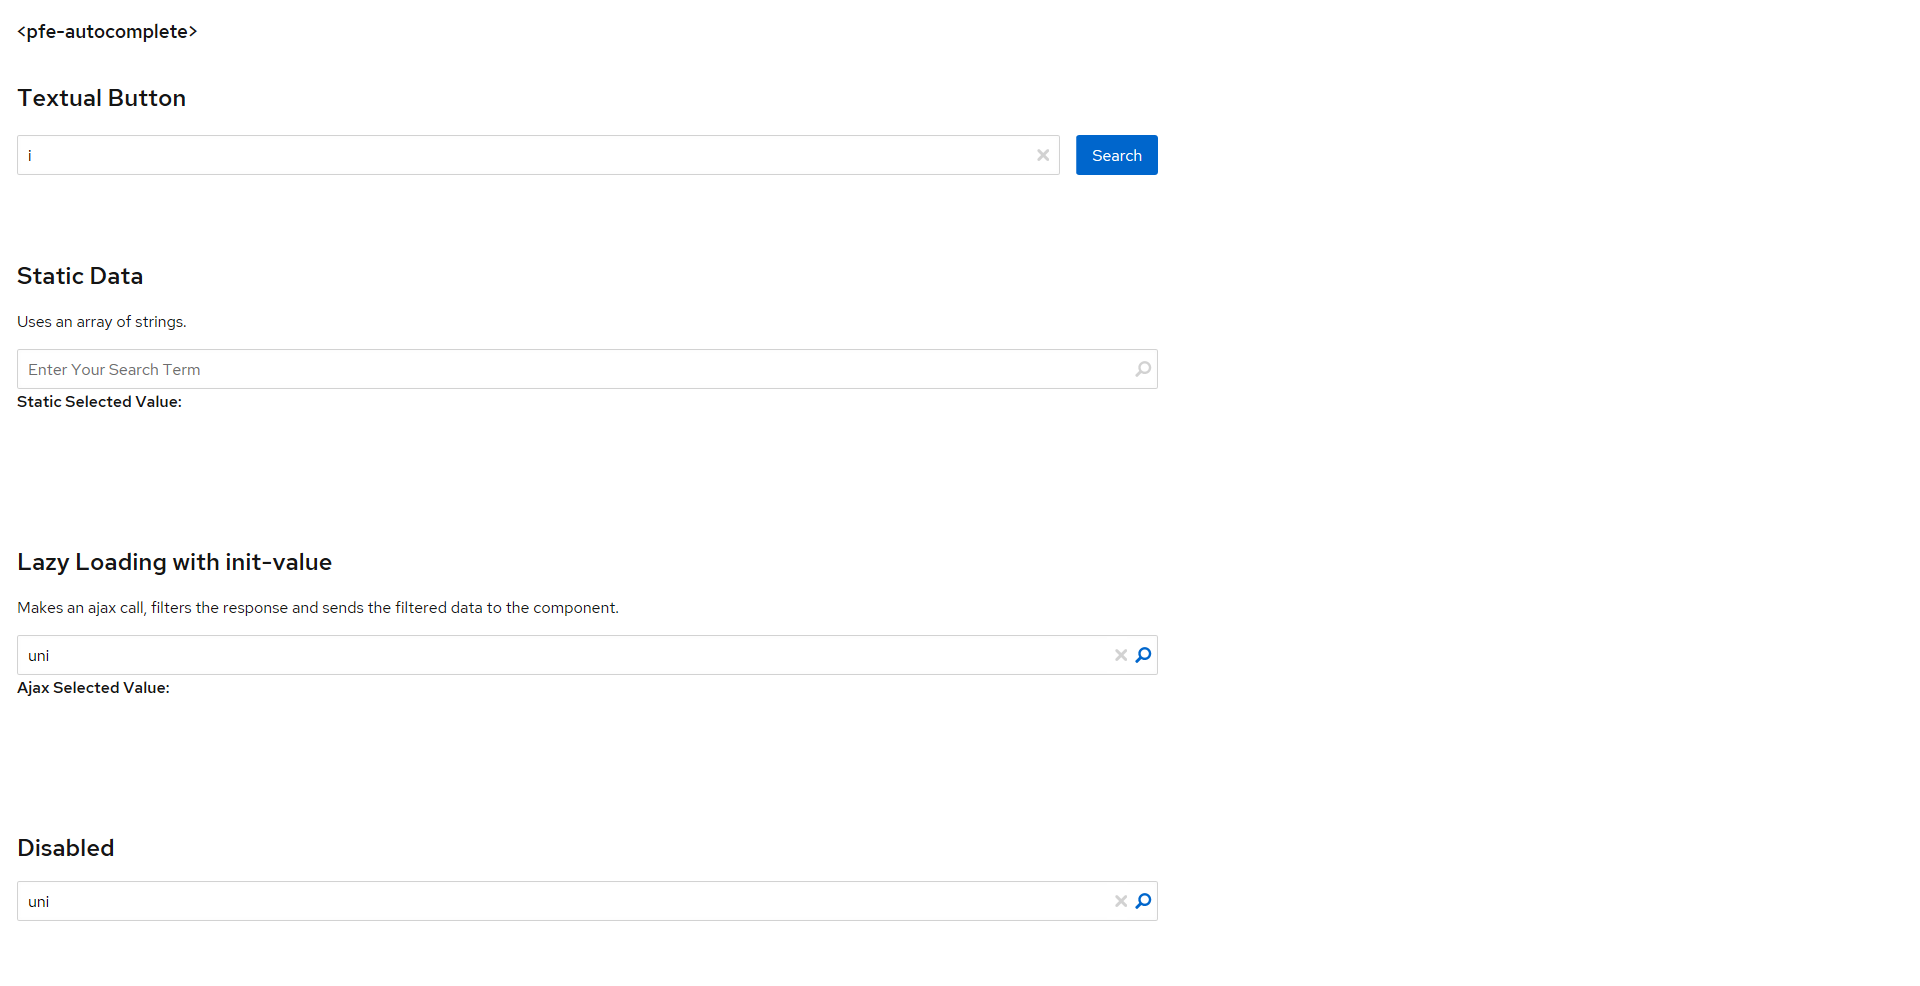 <pfe-autocomplete>
Textual Button
i
Search
Static Data
Uses an array of strings.
Enter Your Search Term
Static Selected Value:
Lazy Loading with init-value
Makes an ajax call, filters the response and sends the filtered data to the component.
uni
Ajax Selected Value:
Disabled
uni